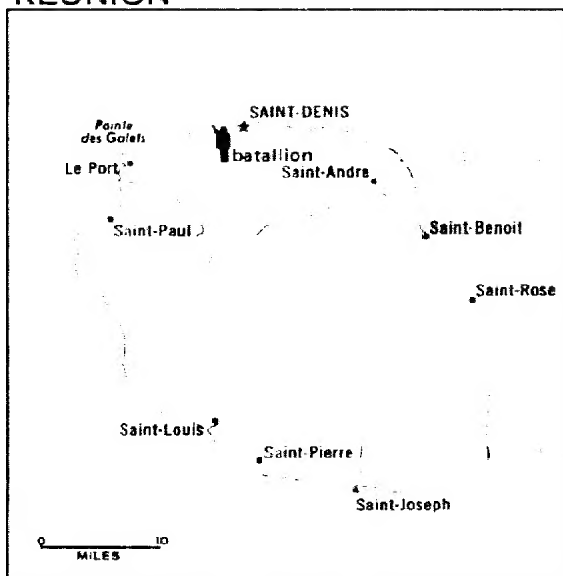 REUNION
SAINT-DENIS
Pointe
des Galets
batallion
Le Port
Saint-Andre
Saint-Paul
Saint-Benoit
Saint-Rose
Saint-Louis
Saint-Pierre
Saint-Joseph
0 10
MILES